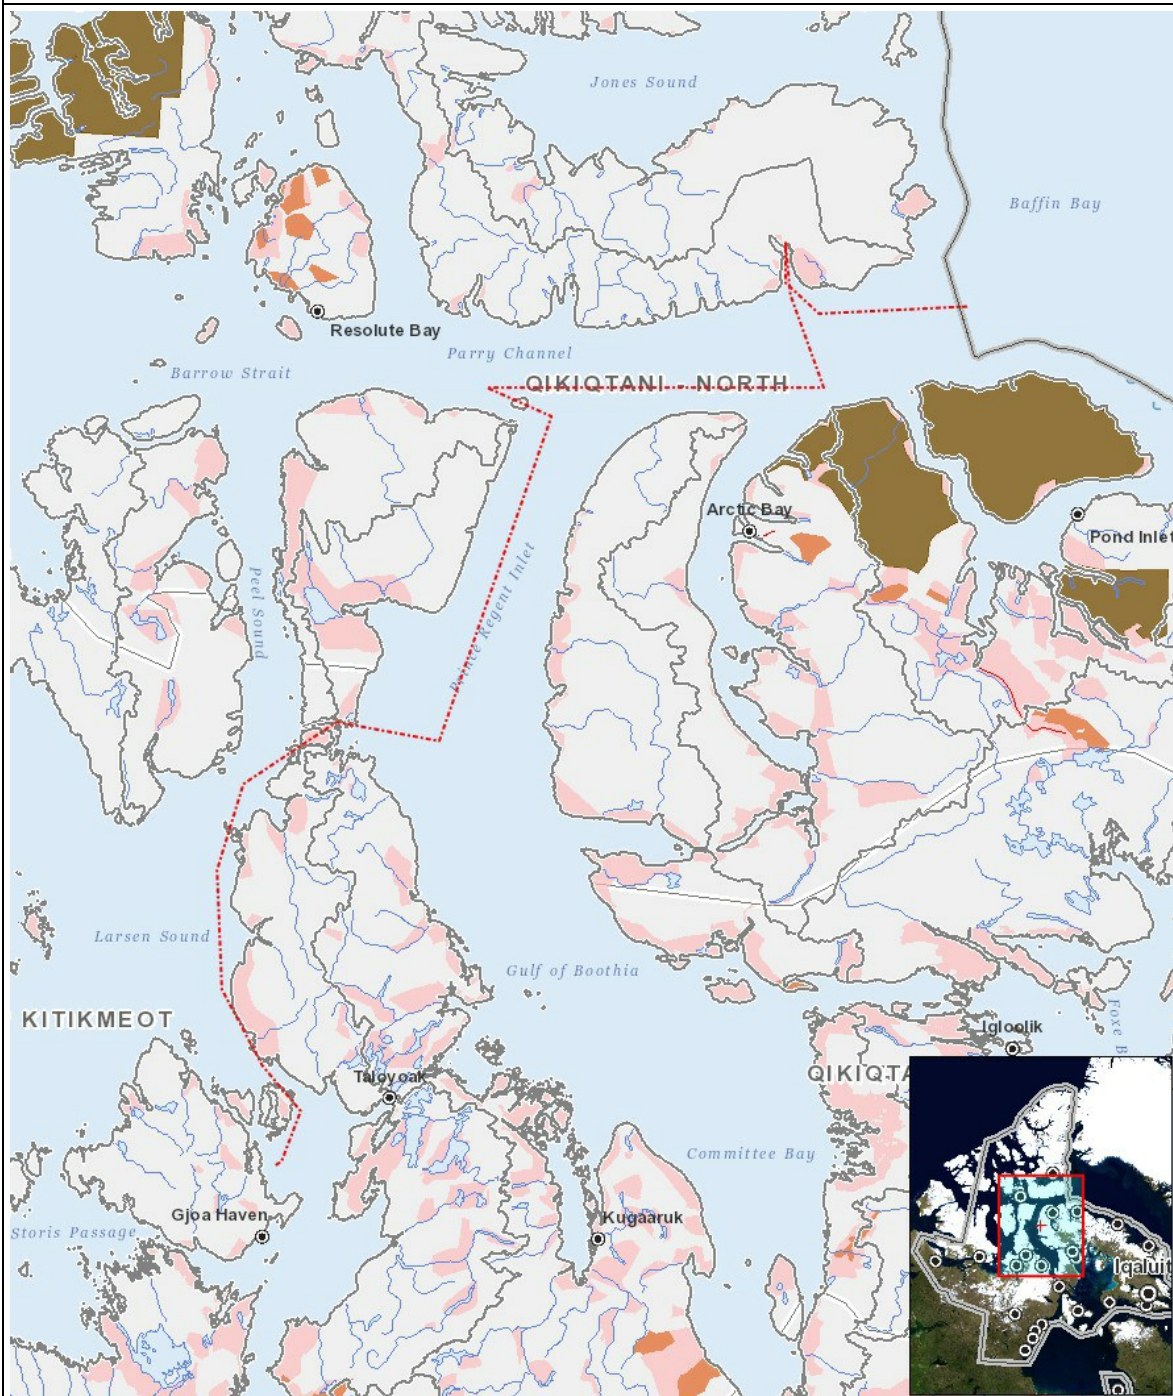 Jones Sound
Baffin Bay
Resolute Bay
Parry Channel
Barrow Strait
QIKIQTANI - NORTH
Arctic Bay
Pond Inlet
Peel Sound
Prince Regent Inlet
Larsen Sound
Gulf of Boothia
KITIKMEOT
Foxe B
Igloolik
Taloyoak
QIKIQTA
Committee Bay
Gjoa Haven
Kugaaruk
Storis Passage
Iqaluit